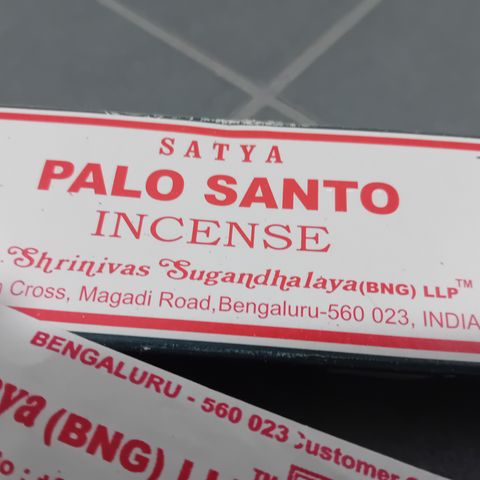 SATYA
PALO SANTO
INCENSE
Shrinivas Sugandhalaya (BNG) LLP™
Cross, Magadi Road, Bengaluru-560 023, INDIA
BENGALURU - 560 023 Customer
(BNG)